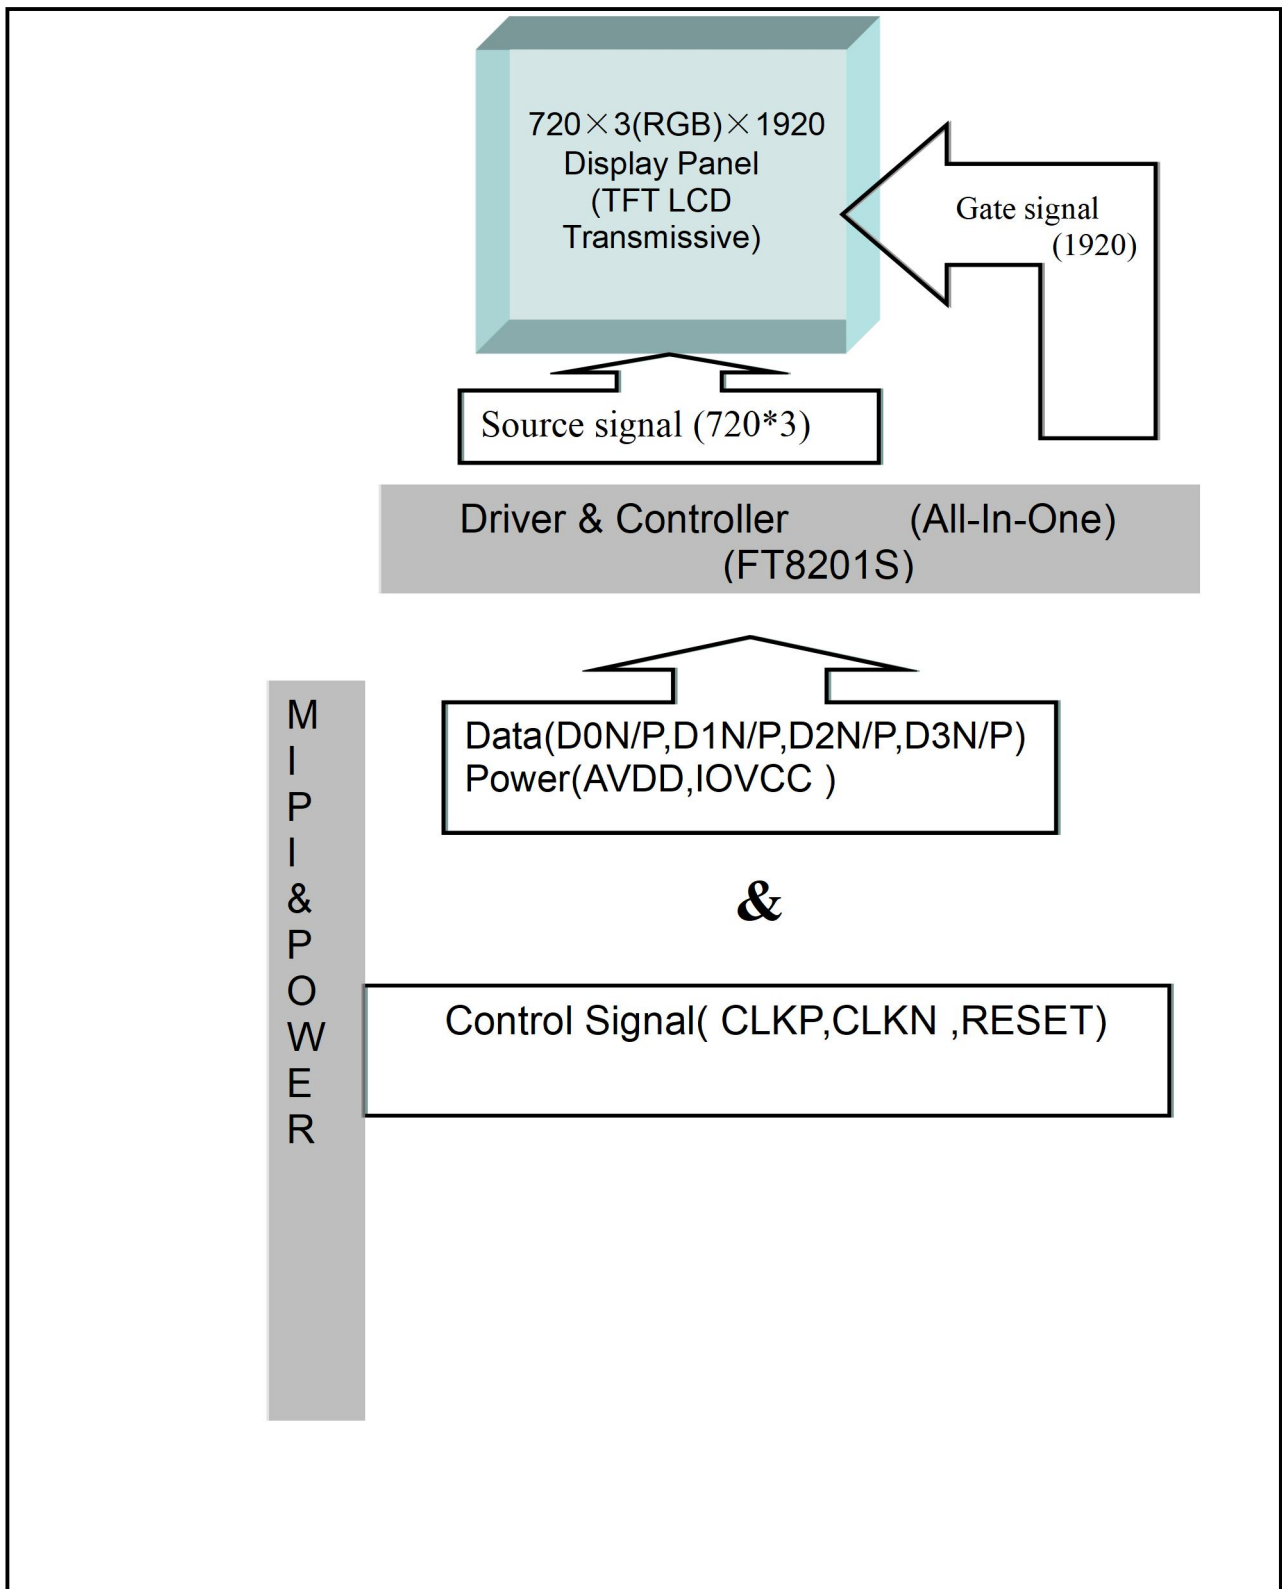 720×3(RGB)×1920
Display Panel
(TFT LCD
Transmissive)
Gate signal
(1920)
Source signal (720*3)
Driver & Controller (All-In-One)
(FT8201S)
M
I
P
I
&
P
O
W
E
R
Data(D0N/P,D1N/P,D2N/P,D3N/P)
Power(AVDD,IOVCC )
&
Control Signal( CLKP,CLKN ,RESET)